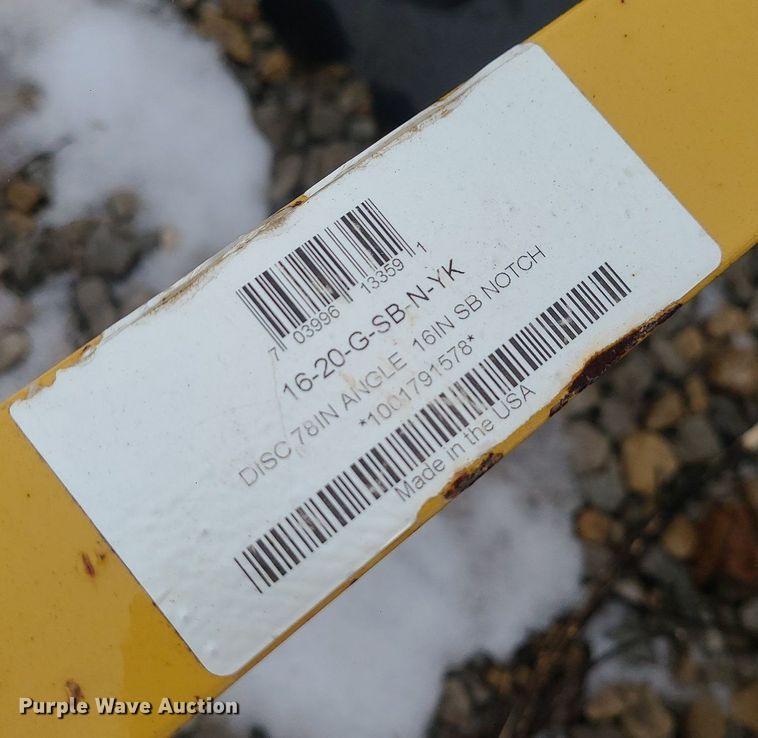 7 03996 13359 1
16-20-G-SB N-YK
DISC 78IN ANGLE 16IN SB NOTCH
*1001791578*
Made in the USA
Purple Wave Auction